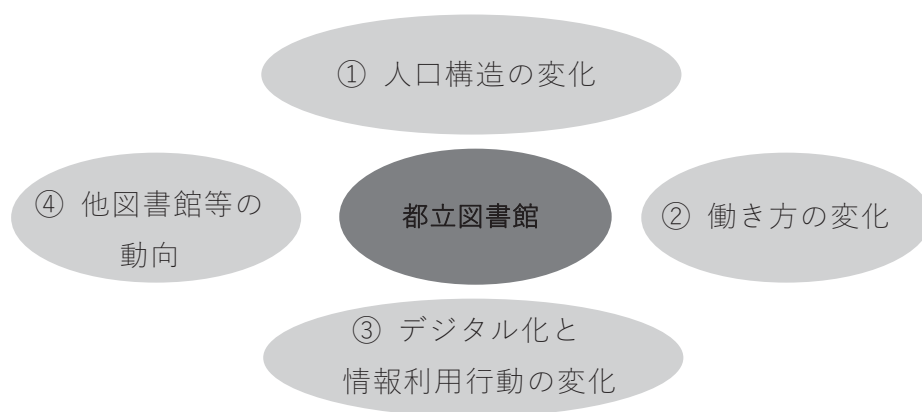 ① 人口構造の変化
④ 他図書館等の
動向
都立図書館
② 働き方の変化
③ デジタル化と
情報利用行動の変化